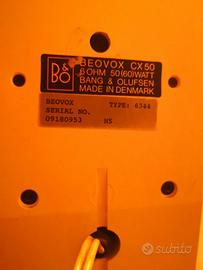 B&O
BEOVOX CX50
6 OHM 50(60)WATT
BANG & OLUFSEN
MADE IN DENMARK
BEOVOX TYPE: 6344
SERIAL NO.
09180953 HS
subito